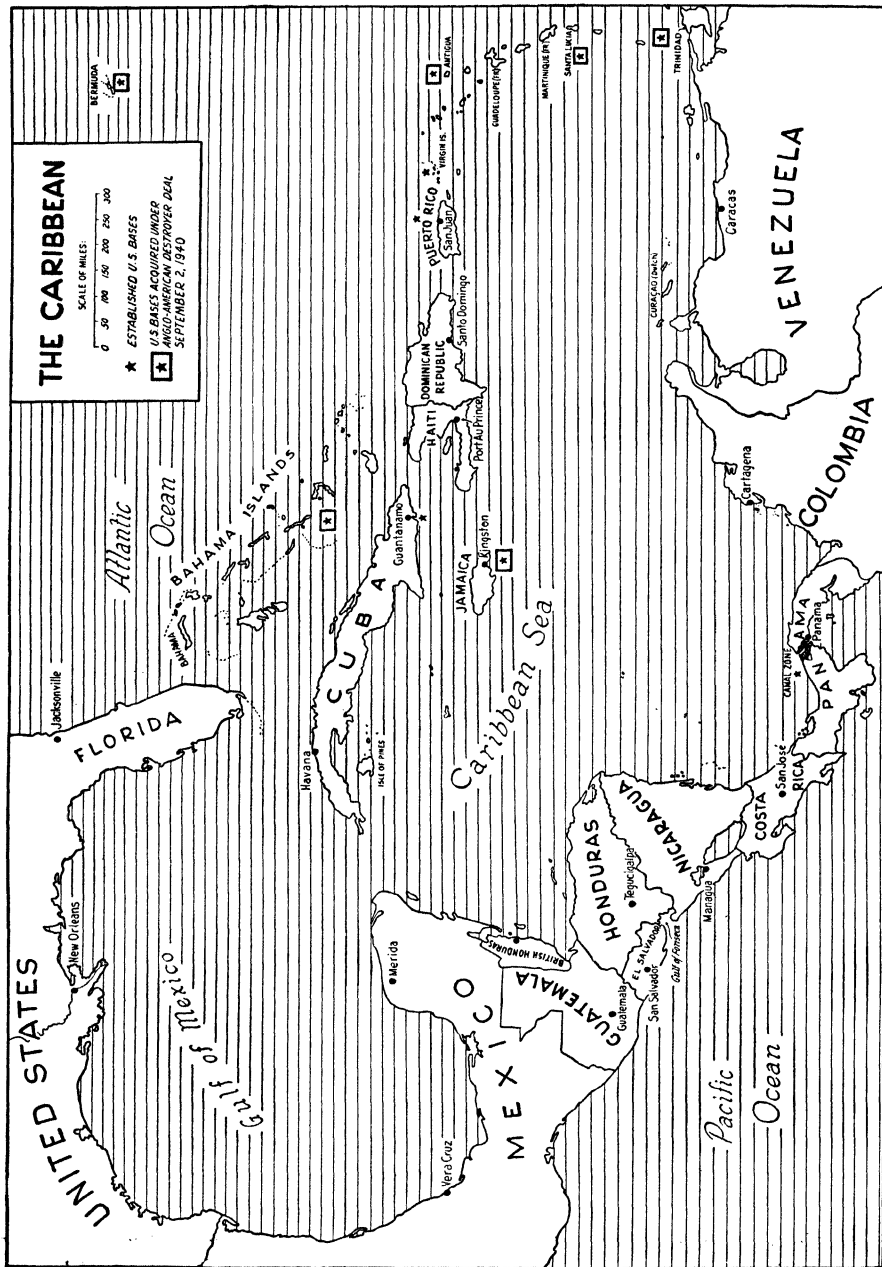 THE CARIBBEAN
SCALE OF MILES:
0 50 100 150 200 250 300
★ ESTABLISHED U.S. BASES
★ U.S. BASES ACQUIRED UNDER
ANGLO-AMERICAN DESTROYER DEAL
SEPTEMBER 2, 1940
BERMUDA
UNITED STATES
New Orleans
Jacksonville
FLORIDA
Gulf of Mexico
Atlantic
Ocean
BAHAMA ISLANDS
BAHAMA
Havana
CUBA
ISLE OF PINES
Guantanamo
JAMAICA
Kingston
HAITI
Port Au Prince
DOMINICAN
REPUBLIC
Santo Domingo
PUERTO RICO
San Juan
VIRGIN IS.
ANTIGUA
GUADELOUPE (FR)
MARTINIQUE (FR)
SANTA LUCIA
TRINIDAD
Caribbean Sea
MEXICO
Vera Cruz
Merida
BRITISH HONDURAS
GUATEMALA
Guatemala
EL SALVADOR
San Salvador
Gulf of Fonseca
HONDURAS
Tegucigalpa
NICARAGUA
Managua
COSTA
RICA
San José
CANAL ZONE
PANAMA
Panama
COLOMBIA
Cartagena
CURAÇAO (Dutch)
VENEZUELA
Caracas
Pacific
Ocean